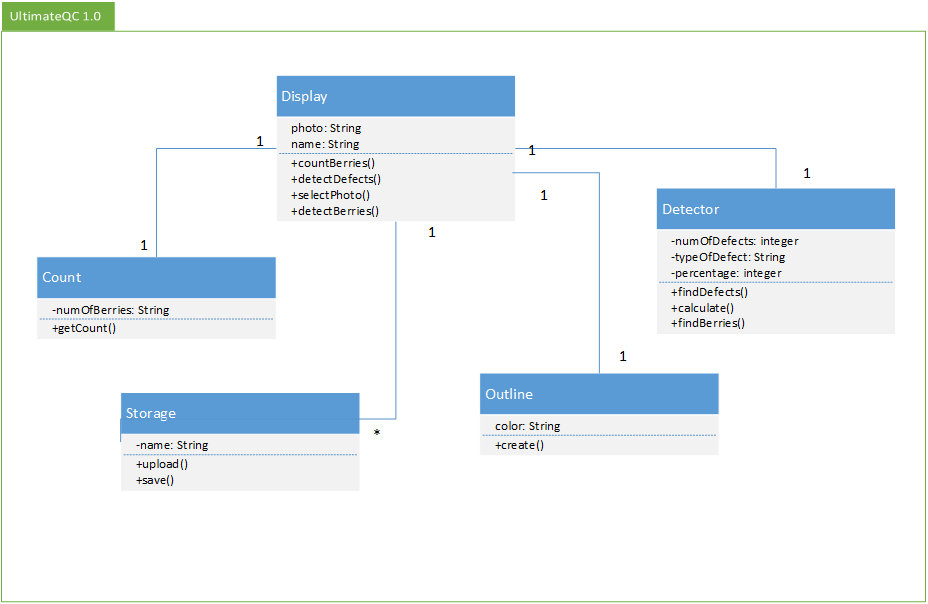 UltimateQC 1.0
Display
photo: String
name: String
+countBerries()
+detectDefects()
+selectPhoto()
+detectBerries()
1
1
1
1
1
1
Detector
-numOfDefects: integer
-typeOfDefect: String
-percentage: integer
+findDefects()
+calculate()
+findBerries()
1
Count
-numOfBerries: String
+getCount()
1
Outline
color: String
+create()
Storage
*
-name: String
+upload()
+save()